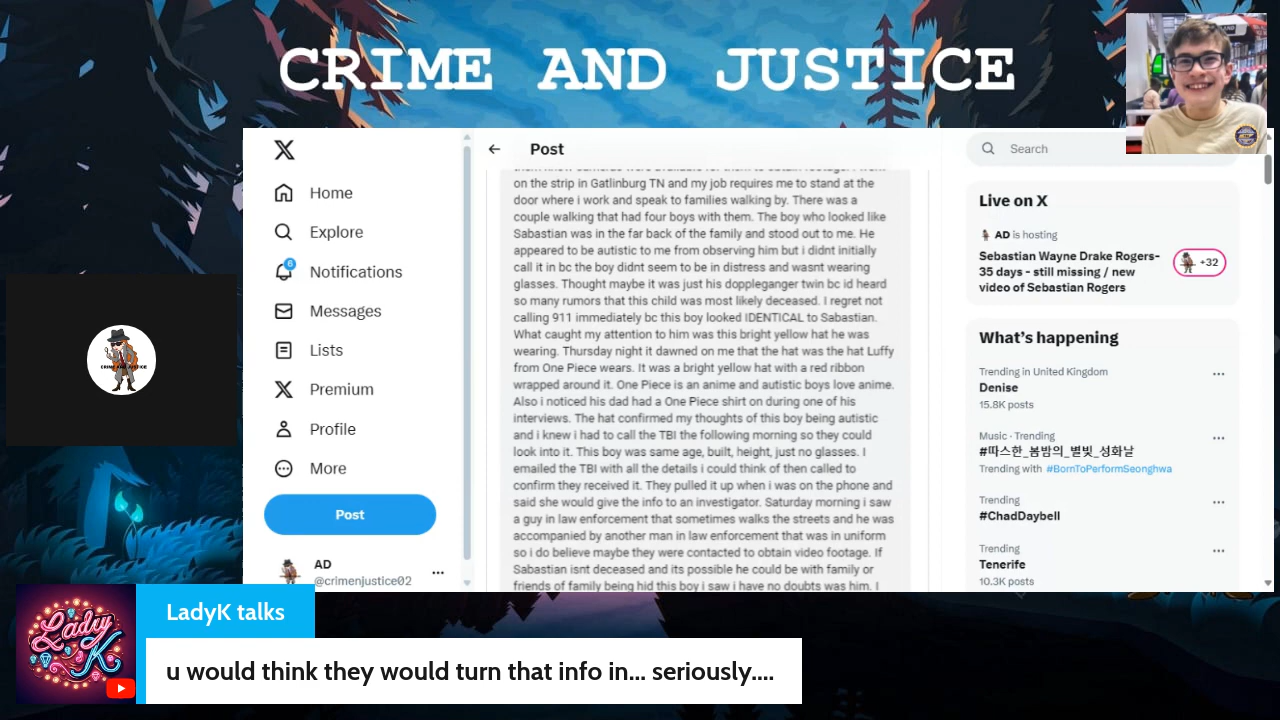 CRIME AND JUSTICE
X
Home
Explore
6
Notifications
Messages
Lists
Premium
Profile
More
Post
AD
@crimenjustice02
Post
on the strip in Gatlinburg TN and my job requires me to stand at the
door where i work and speak to families walking by. There was a
couple walking that had four boys with them. The boy who looked like
Sabastian was in the far back of the family and stood out to me. He
appeared to be autistic to me from observing him but i didnt initially
call it in bc the boy didnt seem to be in distress and wasnt wearing
glasses. Thought maybe it was just his doppleganger twin bc id heard
so many rumors that this child was most likely deceased. I regret not
calling 911 immediately bc this boy looked IDENTICAL to Sabastian.
What caught my attention to him was this bright yellow hat he was
wearing. Thursday night it dawned on me that the hat was the hat Luffy
from One Piece wears. It was a bright yellow hat with a red ribbon
wrapped around it. One Piece is an anime and autistic boys love anime.
Also i noticed his dad had a One Piece shirt on during one of his
interviews. The hat confirmed my thoughts of this boy being autistic
and i knew i had to call the TBI the following morning so they could
look into it. This boy was same age, built, height, just no glasses. I
emailed the TBI with all the details i could think of then called to
confirm they received it. They pulled it up when i was on the phone and
said she would give the info to an investigator. Saturday morning i saw
a guy in law enforcement that sometimes walks the streets and he was
accompanied by another man in law enforcement that was in uniform
so i do believe maybe they were contacted to obtain video footage. If
Sabastian isnt deceased and its possible he could be with family or
friends of family being hid this boy i saw i have no doubts was him. I
Search
Live on X
AD is hosting
Sebastian Wayne Drake Rogers-
35 days - still missing / new
video of Sebastian Rogers
+32
What's happening
Trending in United Kingdom
Denise
15.8K posts
Music · Trending
#따스한_봄밤의_별빛_성화날
Trending with #BornToPerformSeonghwa
Trending
#ChadDaybell
Trending
Tenerife
10.3K posts
CRIME AND JUSTICE
Lady
K
LadyK talks
u would think they would turn that info in... seriously....